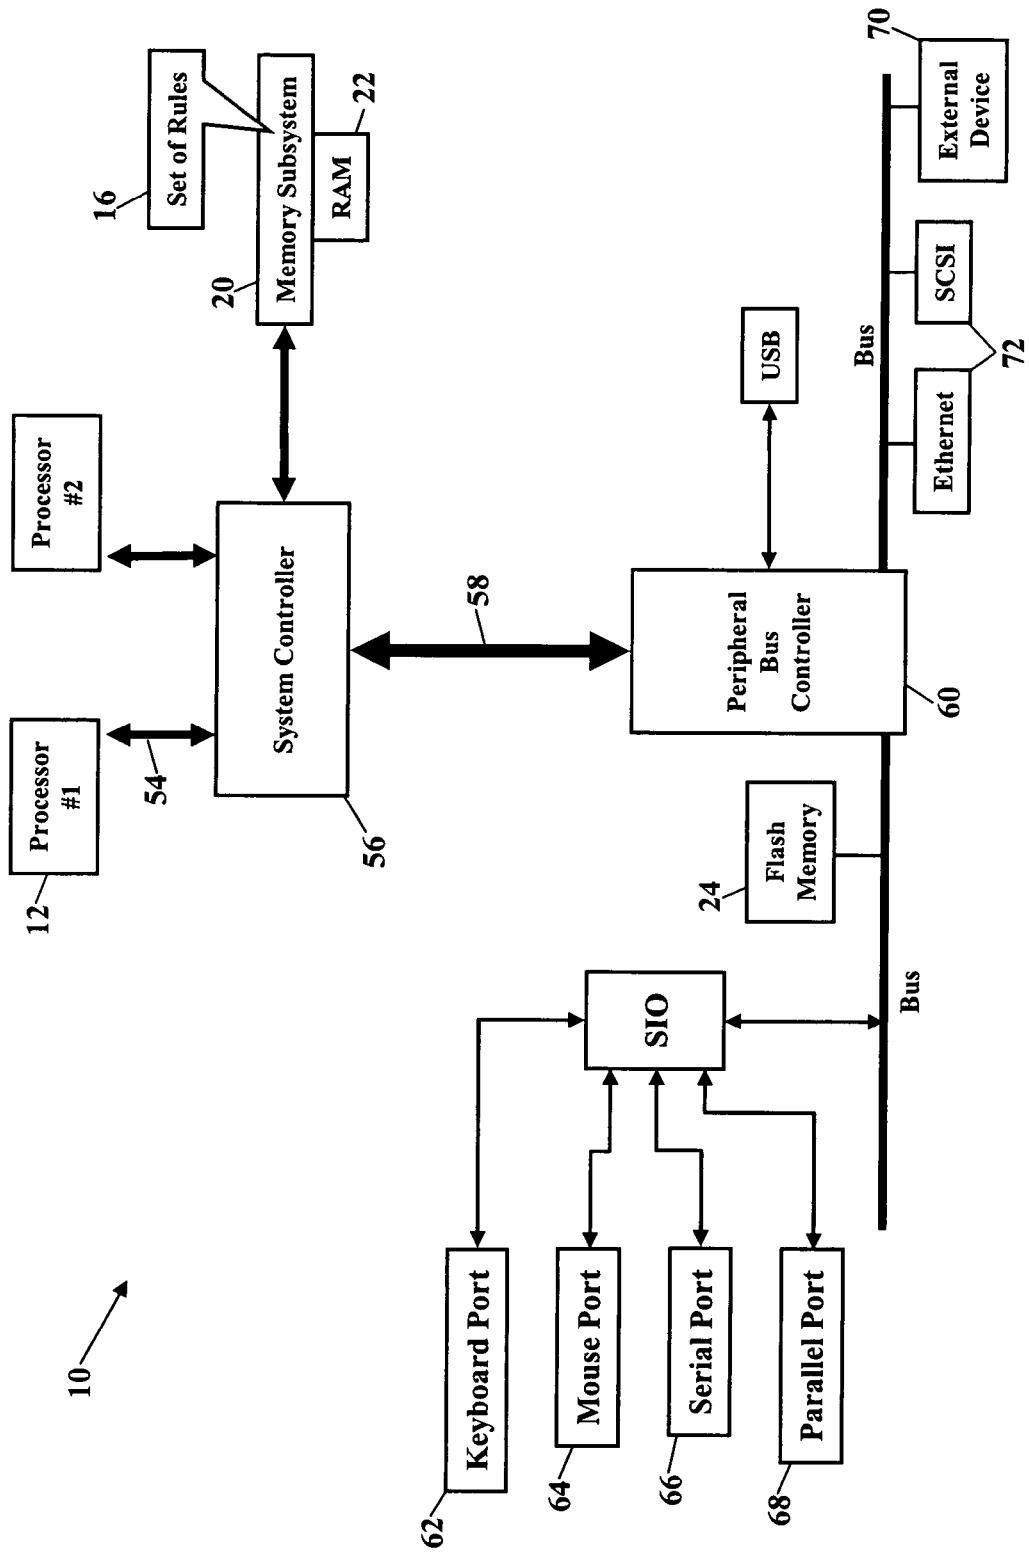 10
12
Processor
#1
54
Processor
#2
16
Set of Rules
20
Memory Subsystem
RAM
22
System Controller
56
58
Peripheral
Bus
Controller
60
USB
62
Keyboard Port
64
Mouse Port
66
Serial Port
68
Parallel Port
SIO
24
Flash
Memory
Bus
Bus
Ethernet
SCSI
72
70
External
Device